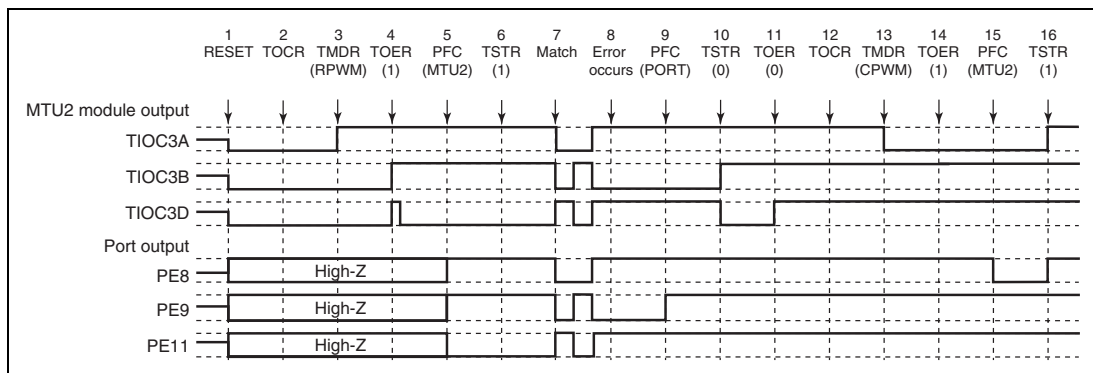 1 2 3 4 5 6 7 8 9 10 11 12 13 14 15 16
RESET TOCR TMDR TOER PFC TSTR Match Error PFC TSTR TOER TOCR TMDR TOER PFC TSTR
(RPWM) (1) (MTU2) (1) occurs (PORT) (0) (0) (CPWM) (1) (MTU2) (1)
MTU2 module output
TIOC3A
TIOC3B
TIOC3D
Port output
PE8 High-Z
PE9 High-Z
PE11 High-Z